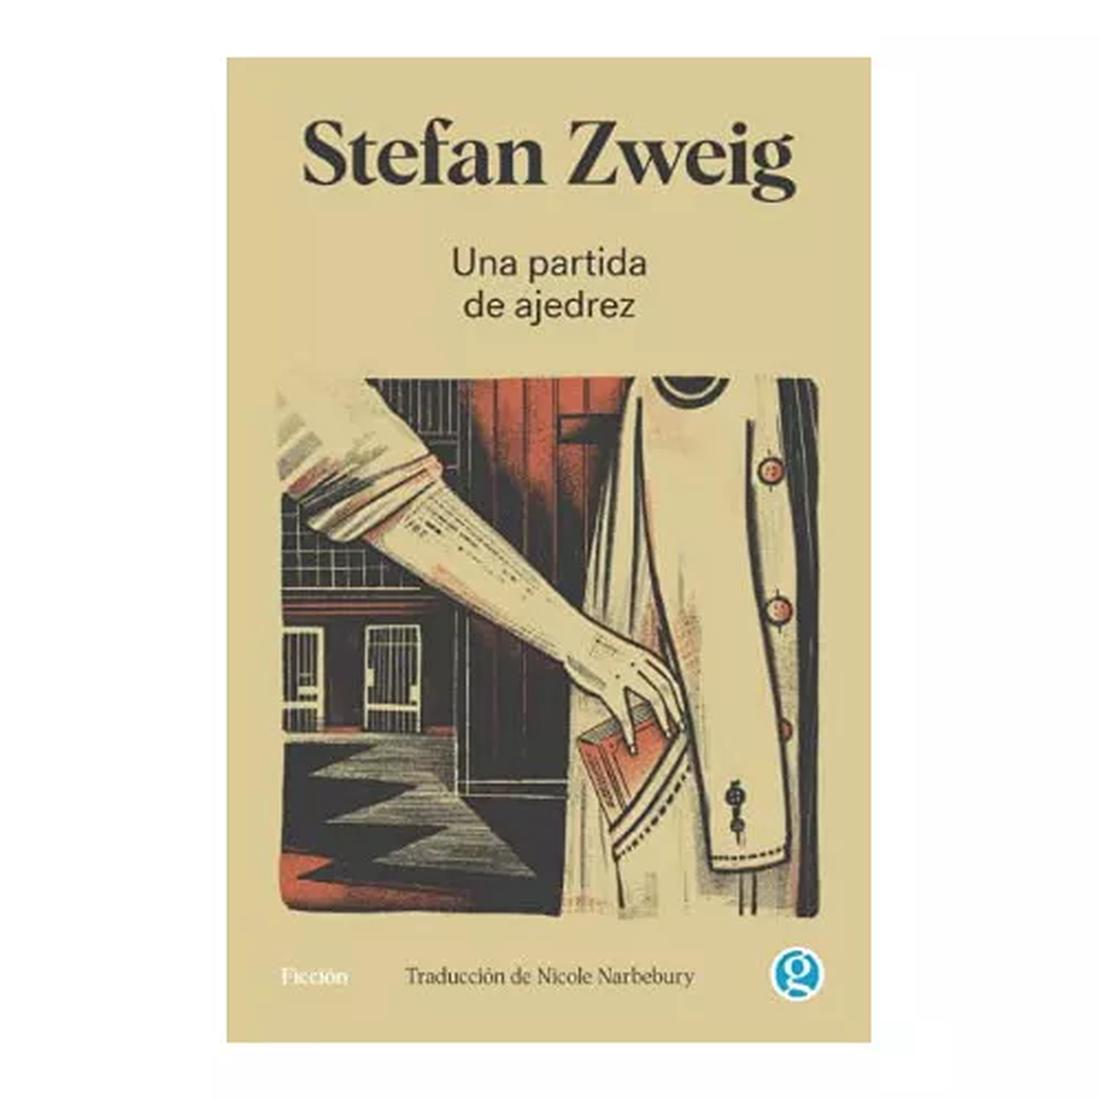 Stefan Zweig
Una partida
de ajedrez
Ficción
Traducción de Nicole Narbebury
g